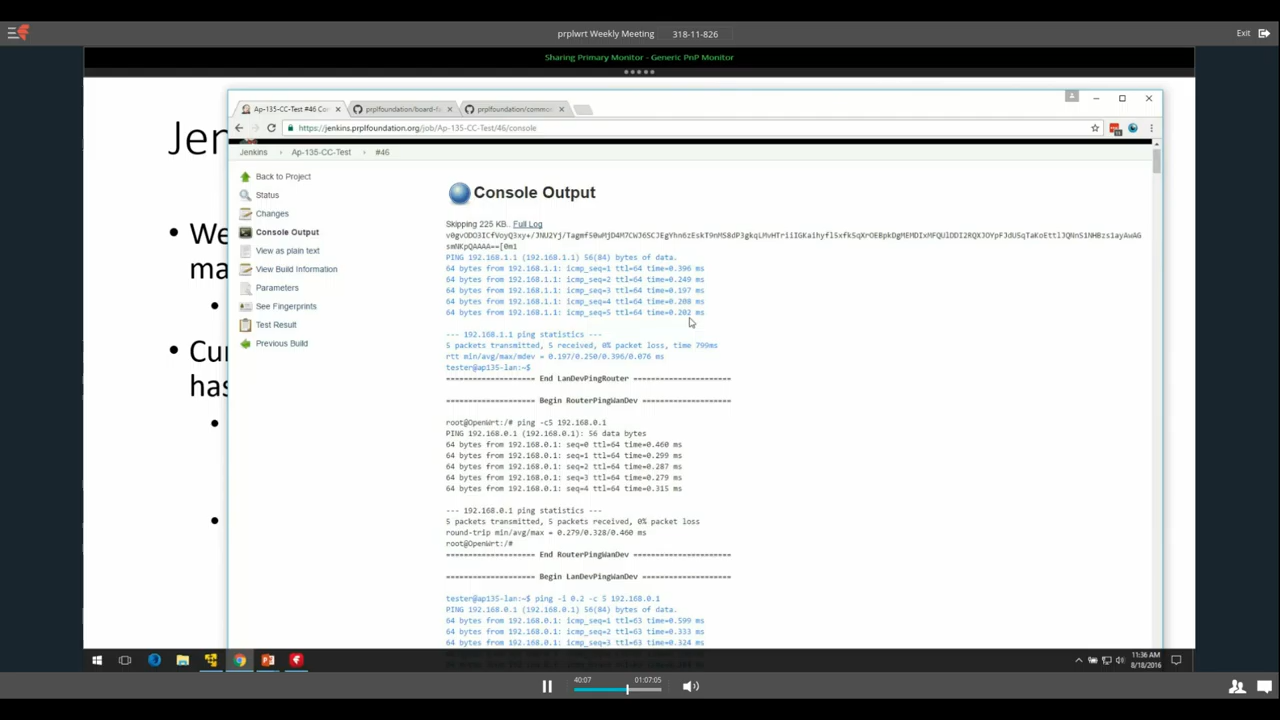 prplwrt Weekly Meeting 318-11-826 Exit
Sharing Primary Monitor - Generic PnP Monitor
Ap-135-CC-Test #46 Con
prplfoundation/board-fa
prplfoundation/commo
https://jenkins.prplfoundation.org/job/Ap-135-CC-Test/46/console
Jenkins Ap-135-CC-Test #46
Jen
We
ma
Cur
has
Back to Project
Status
Changes
Console Output
View as plain text
View Build Information
Parameters
See Fingerprints
Test Result
Previous Build
Console Output
Skipping 225 KB. Full Log
smNKpQAAAA==[0m1
PING 192.168.1.1 (192.168.1.1) 56(84) bytes of data.
64 bytes from 192.168.1.1: icmp_seq=1 ttl=64 time=0.396 ms
64 bytes from 192.168.1.1: icmp_seq=2 ttl=64 time=0.249 ms
64 bytes from 192.168.1.1: icmp_seq=3 ttl=64 time=0.197 ms
64 bytes from 192.168.1.1: icmp_seq=4 ttl=64 time=0.208 ms
64 bytes from 192.168.1.1: icmp_seq=5 ttl=64 time=0.202 ms
--- 192.168.1.1 ping statistics ---
5 packets transmitted, 5 received, 0% packet loss, time 799ms
rtt min/avg/max/mdev = 0.197/0.250/0.396/0.076 ms
tester@ap135-lan:~$
==================== End LanDevPingRouter ====================
==================== Begin RouterPingWanDev ====================
root@OpenWrt:/# ping -c5 192.168.0.1
PING 192.168.0.1 (192.168.0.1): 56 data bytes
64 bytes from 192.168.0.1: seq=0 ttl=64 time=0.460 ms
64 bytes from 192.168.0.1: seq=1 ttl=64 time=0.299 ms
64 bytes from 192.168.0.1: seq=2 ttl=64 time=0.287 ms
64 bytes from 192.168.0.1: seq=3 ttl=64 time=0.279 ms
64 bytes from 192.168.0.1: seq=4 ttl=64 time=0.315 ms
--- 192.168.0.1 ping statistics ---
5 packets transmitted, 5 packets received, 0% packet loss
round-trip min/avg/max = 0.279/0.328/0.460 ms
root@OpenWrt:/#
==================== End RouterPingWanDev ====================
==================== Begin LanDevPingWanDev ====================
tester@ap135-lan:~$ ping -i 0.2 -c 5 192.168.0.1
PING 192.168.0.1 (192.168.0.1) 56(84) bytes of data.
64 bytes from 192.168.0.1: icmp_seq=1 ttl=63 time=0.599 ms
64 bytes from 192.168.0.1: icmp_seq=2 ttl=63 time=0.333 ms
64 bytes from 192.168.0.1: icmp_seq=3 ttl=63 time=0.324 ms
11:36 AM
8/18/2016
40:07 01:07:05